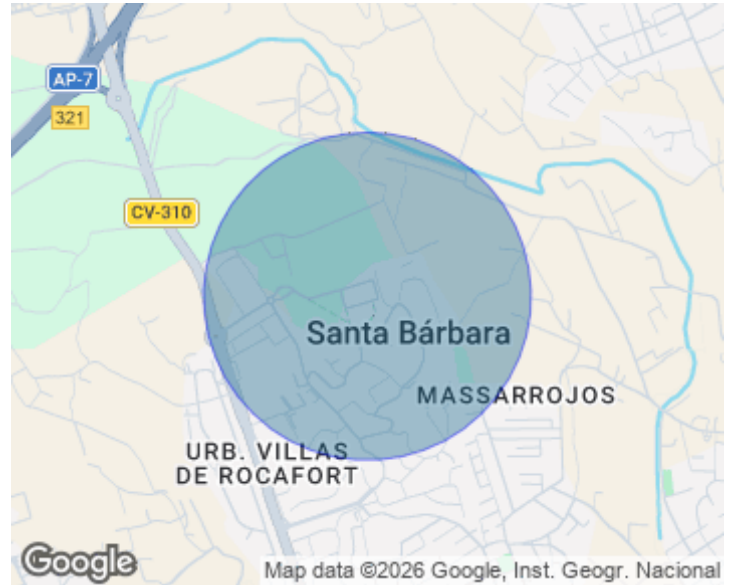 AP-7
321
CV-310
Santa Bárbara
MASSARROJOS
URB. VILLAS
DE ROCAFORT
Google
Map data ©2026 Google, Inst. Geogr. Nacional